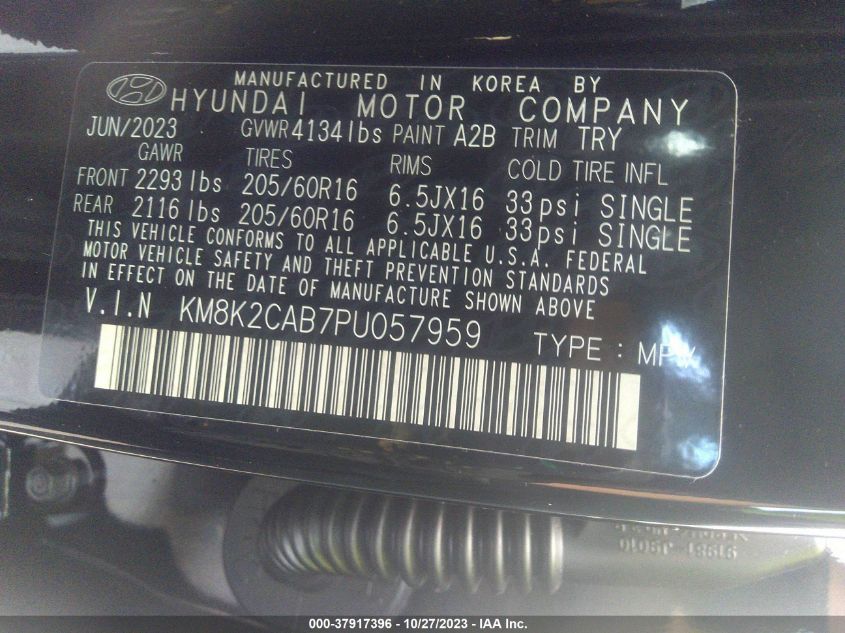 MANUFACTURED IN KOREA BY
HYUNDAI MOTOR COMPANY
JUN/2023 GVWR 4134 lbs PAINT A2B TRIM TRY
GAWR TIRES RIMS COLD TIRE INFL
FRONT 2293 lbs 205/60R16 6.5JX16 33psi SINGLE
REAR 2116 lbs 205/60R16 6.5JX16 33psi SINGLE
THIS VEHICLE CONFORMS TO ALL APPLICABLE U.S.A. FEDERAL
MOTOR VEHICLE SAFETY AND THEFT PREVENTION STANDARDS
IN EFFECT ON THE DATE OF MANUFACTURE SHOWN ABOVE
V.I.N KM8K2CAB7PU057959 TYPE : MPV
000-37917396 - 10/27/2023 - IAA Inc.